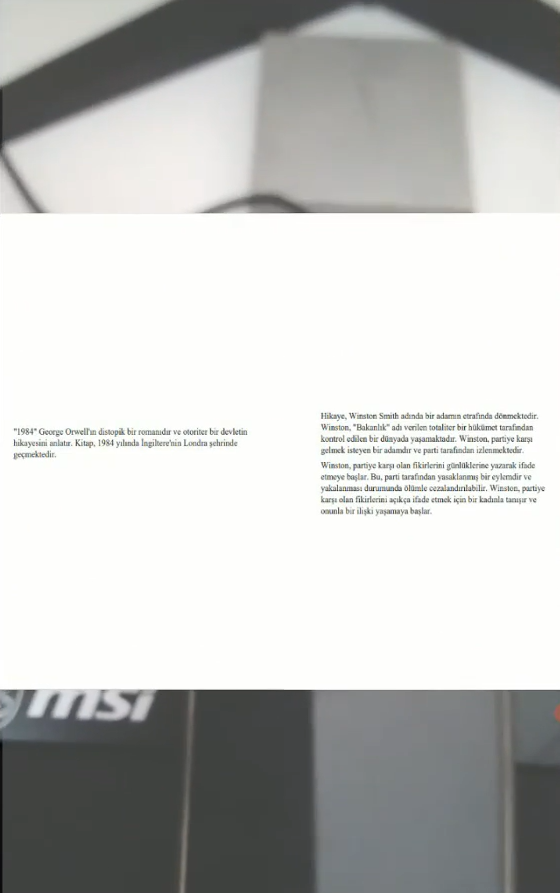 "1984" George Orwell'ın distopik bir romanıdır ve otoriter bir devletin
hikayesini anlatır. Kitap, 1984 yılında İngiltere'nin Londra şehrinde
geçmektedir.
Hikaye, Winston Smith adında bir adamın etrafında dönmektedir.
Winston, "Bakanlık" adı verilen totaliter bir hükümet tarafından
kontrol edilen bir dünyada yaşamaktadır. Winston, partiye karşı
gelmek isteyen bir adamdır ve parti tarafından izlenmektedir.
Winston, partiye karşı olan fikirlerini günlüklerine yazarak ifade
etmeye başlar. Bu, parti tarafından yasaklanmış bir eylemdir ve
yakalanması durumunda ölümle cezalandırılabilir. Winston, partiye
karşı olan fikirlerini açıkça ifade etmek için bir kadınla tanışır ve
onunla bir ilişki yaşamaya başlar.
msi